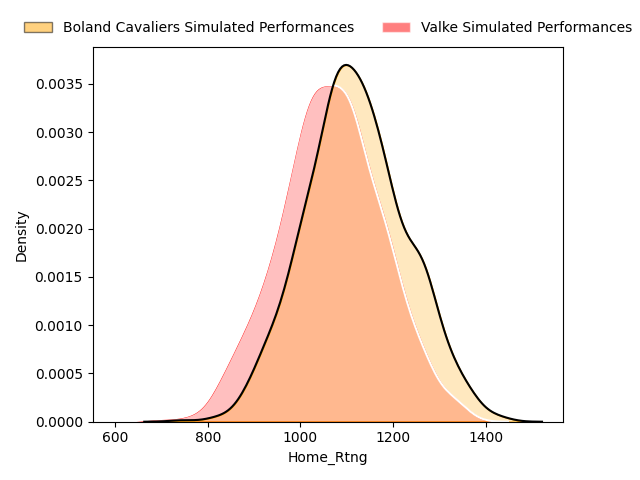 Boland Cavaliers Simulated Performances Valke Simulated Performances
0.0035
0.0030
0.0025
0.0020
0.0015
0.0010
0.0005
0.0000
Density
600 800 1000 1200 1400
Home_Rtng